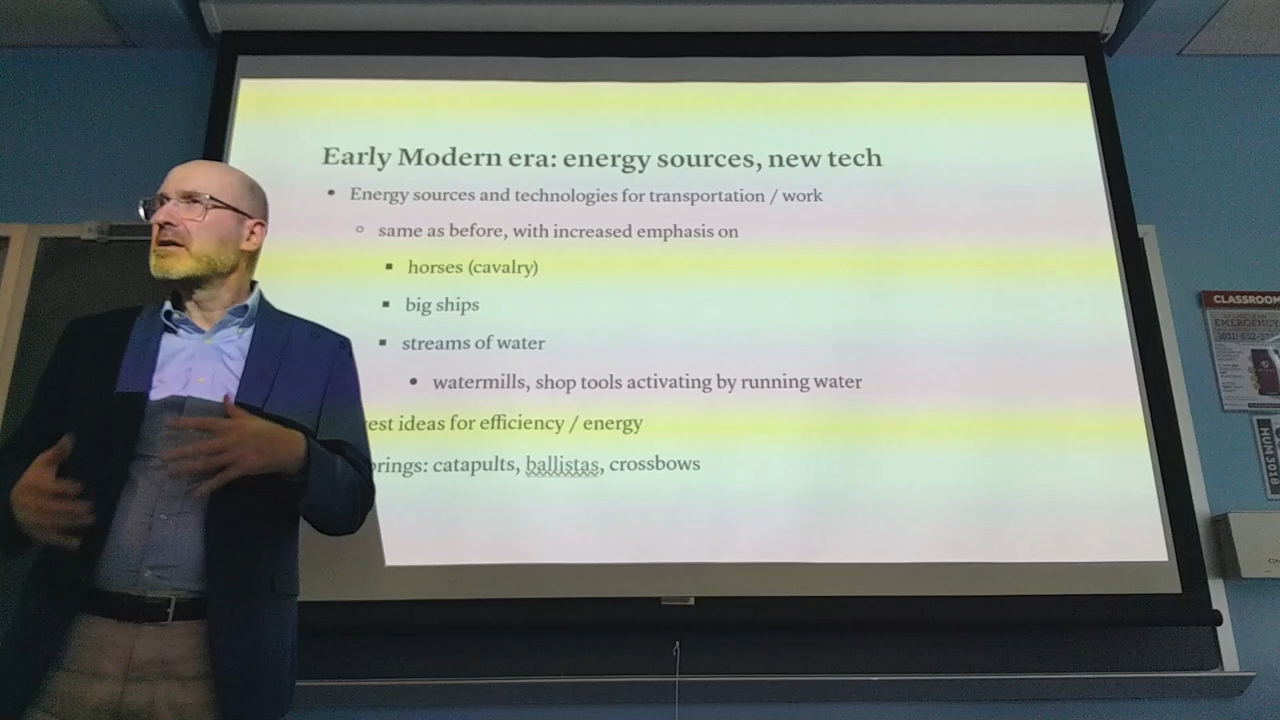 Early Modern era: energy sources, new tech
• Energy sources and technologies for transportation / work
○ same as before, with increased emphasis on
▪ horses (cavalry)
▪ big ships
▪ streams of water
• watermills, shop tools activating by running water
ideas for efficiency / energy
catapults, ballistas, crossbows
CLASSROOM
EMERGENCY
HUM 3018